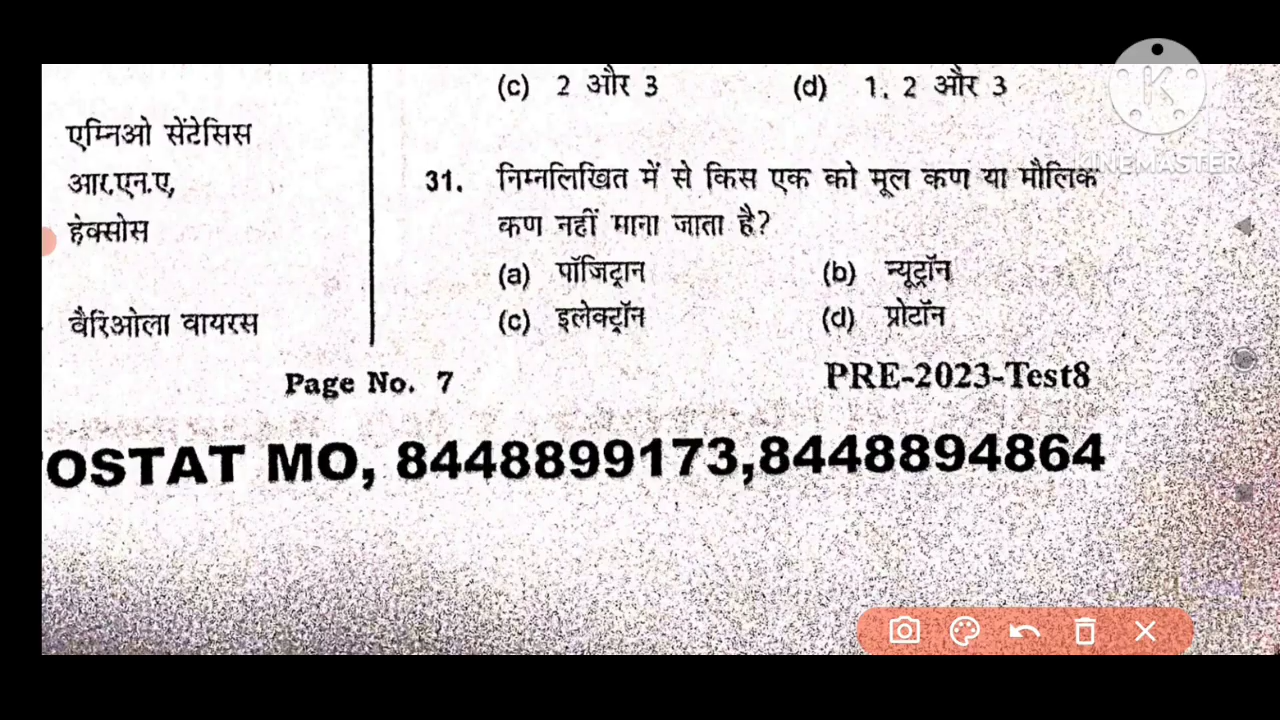 एम्निओ सेंटेसिस
आर.एन.ए,
हेक्सोस
वैरिओला वायरस
(c) 2 और 3 (d) 1. 2 और 3
31. निम्नलिखित में से किस एक को मूल कण या मौलिक
कण नहीं माना जाता है?
(a) पॉजिट्रान (b) न्यूट्रॉन
(c) इलेक्ट्रॉन (d) प्रोटॉन
Page No. 7 PRE-2023-Test8
OSTAT MO, 8448899173,8448894864
KINEMASTER